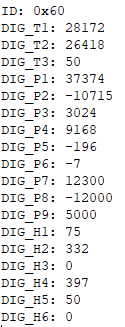 ID: 0x60
DIG_T1: 28172
DIG_T2: 26418
DIG_T3: 50
DIG_P1: 37374
DIG_P2: -10715
DIG_P3: 3024
DIG_P4: 9168
DIG_P5: -196
DIG_P6: -7
DIG_P7: 12300
DIG_P8: -12000
DIG_P9: 5000
DIG_H1: 75
DIG_H2: 332
DIG_H3: 0
DIG_H4: 397
DIG_H5: 50
DIG_H6: 0